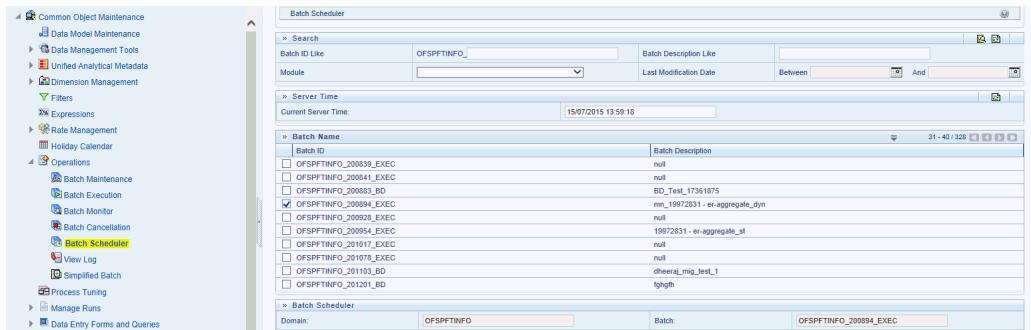 Common Object Maintenance
Data Model Maintenance
Data Management Tools
Unified Analytical Metadata
Dimension Management
Filters
Expressions
Rate Management
Holiday Calendar
Operations
Batch Maintenance
Batch Execution
Batch Monitor
Batch Cancellation
Batch Scheduler
View Log
Simplified Batch
Process Tuning
Manage Runs
Data Entry Forms and Queries
Batch Scheduler
» Search
Batch ID Like OFSPFTINFO_ Batch Description Like
Module Last Modification Date Between And
» Server Time
Current Server Time: 15/07/2015 13:59:18
» Batch Name 31 - 40 / 328
Batch ID Batch Description
OFSPFTINFO_200839_EXEC null
OFSPFTINFO_200841_EXEC null
OFSPFTINFO_200883_BD BD_Test_17361875
OFSPFTINFO_200894_EXEC mn_19972831 - er-aggregate_dyn
OFSPFTINFO_200928_EXEC null
OFSPFTINFO_200954_EXEC 19972831 - er-aggregate_st
OFSPFTINFO_201017_EXEC null
OFSPFTINFO_201078_EXEC null
OFSPFTINFO_201103_BD dheeraj_mig_test_1
OFSPFTINFO_201201_BD fghgfh
» Batch Scheduler
Domain: OFSPFTINFO Batch: OFSPFTINFO_200894_EXEC